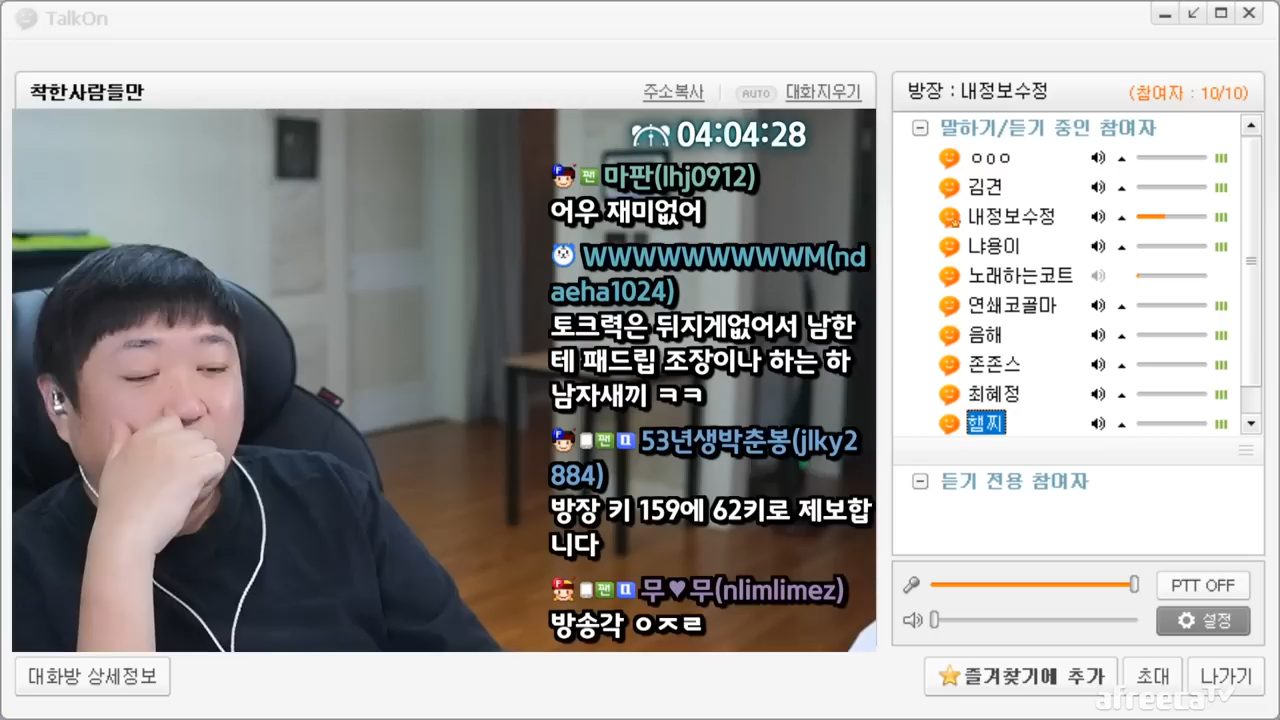 TalkOn
착한사람들만
주소복사
AUTO
대화지우기
04:04:28
F 팬 마판(lhj0912)
어우 재미없어
WWWWWWWWWM(nd
aeha1024)
토크력은 뒤지게없어서 남한
테 패드립 조장이나 하는 하
남자새끼 ㅋㅋ
F 팬 53년생박춘봉(jlky2
884)
방장 키 159에 62키로 제보합
니다
F 팬 무♥무(nlimlimez)
방송각 ㅇㅈㄹ
방장 : 내정보수정
(참여자 : 10/10)
말하기/듣기 중인 참여자
ㅇㅇㅇ
김견
내정보수정
냐용미
노래하는코트
연쇄코골마
음해
존존스
최혜정
핼찌
듣기 전용 참여자
PTT OFF
설정
대화방 상세정보
즐겨찾기에 추가
초대
나가기
afreecaTV